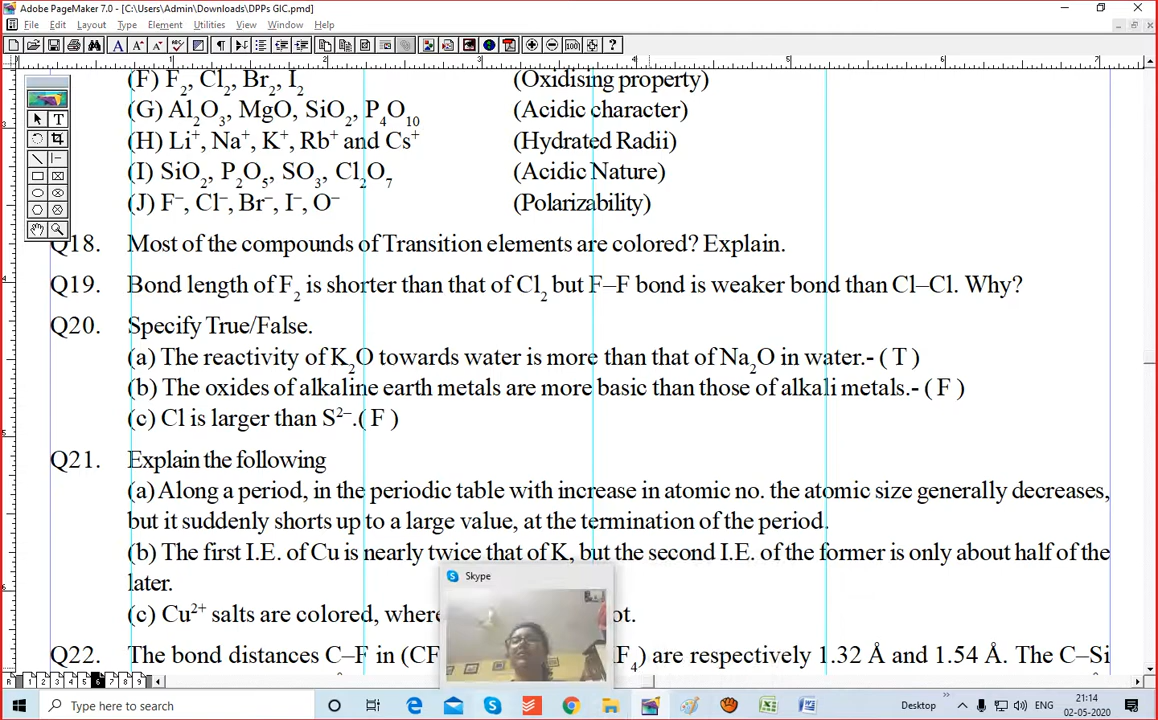 Adobe PageMaker 7.0 - [C:\Users\Admin\Downloads\DPPs GIC.pmd]
File Edit Layout Type Element Utilities View Window Help
(F) F2, Cl2, Br2, I2 (Oxidising property)
(G) Al2O3, MgO, SiO2, P4O10 (Acidic character)
(H) Li+, Na+, K+, Rb+ and Cs+ (Hydrated Radii)
(I) SiO2, P2O5, SO3, Cl2O7 (Acidic Nature)
(J) F–, Cl–, Br–, I–, O– (Polarizability)
Q18. Most of the compounds of Transition elements are colored? Explain.
Q19. Bond length of F2 is shorter than that of Cl2 but F–F bond is weaker bond than Cl–Cl. Why?
Q20. Specify True/False.
(a) The reactivity of K2O towards water is more than that of Na2O in water.- ( T )
(b) The oxides of alkaline earth metals are more basic than those of alkali metals.- ( F )
(c) Cl is larger than S2–.( F )
Q21. Explain the following
(a) Along a period, in the periodic table with increase in atomic no. the atomic size generally decreases,
but it suddenly shorts up to a large value, at the termination of the period.
(b) The first I.E. of Cu is nearly twice that of K, but the second I.E. of the former is only about half of the
later.
Skype
(c) Cu2+ salts are colored, where ot.
Q22. The bond distances C–F in (CF F4) are respectively 1.32 Å and 1.54 Å. The C–Si
R 1 2 3 4 5 6 7 8 9
Type here to search
Desktop
ENG
21:14
02-05-2020